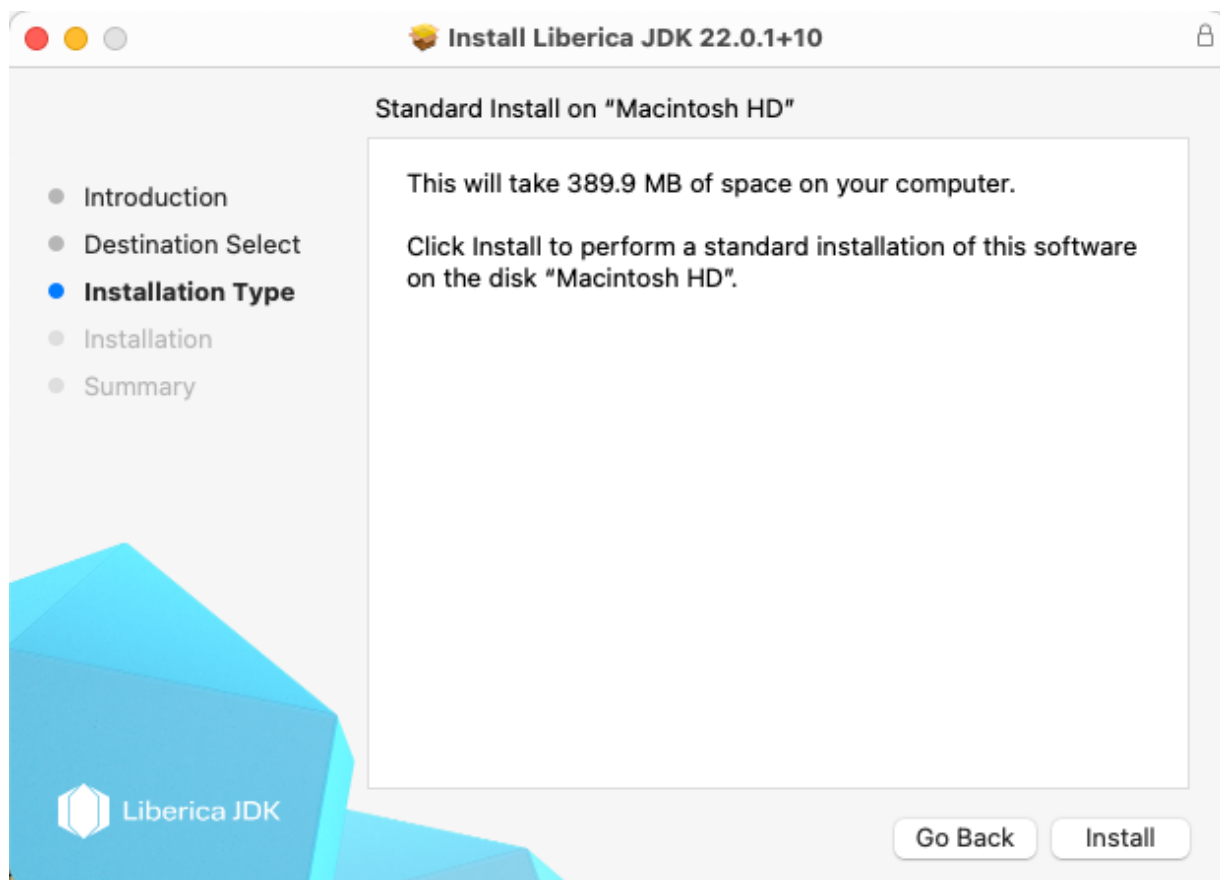 Install Liberica JDK 22.0.1+10
Standard Install on “Macintosh HD”
Introduction
Destination Select
Installation Type
Installation
Summary
This will take 389.9 MB of space on your computer.
Click Install to perform a standard installation of this software
on the disk “Macintosh HD”.
Liberica JDK
Go Back
Install